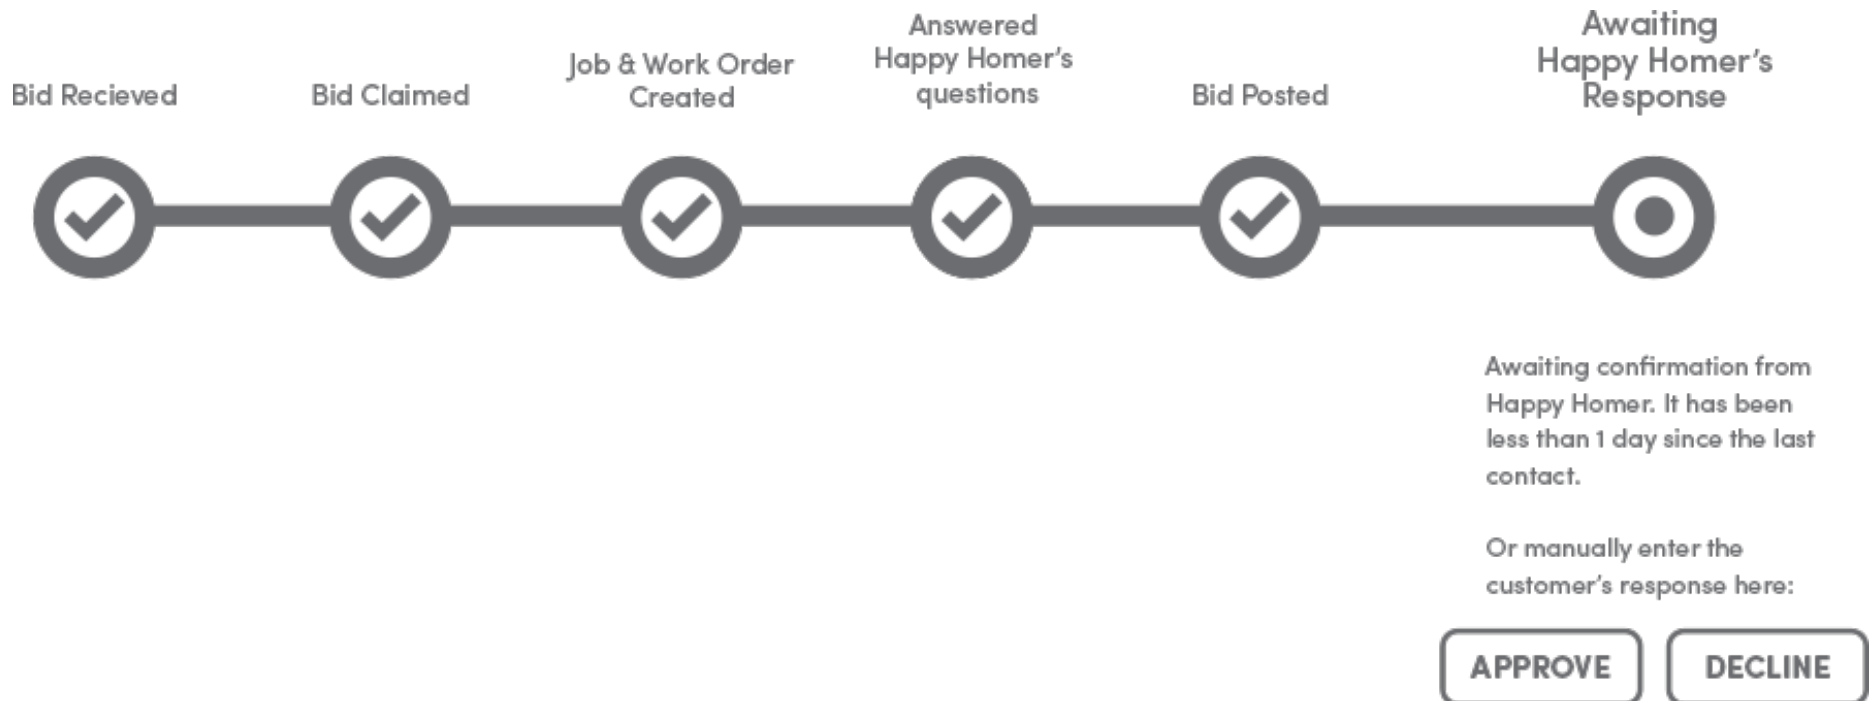 Bid Recieved
Bid Claimed
Job & Work Order
Created
Answered
Happy Homer's
questions
Bid Posted
Awaiting
Happy Homer's
Response
Awaiting confirmation from
Happy Homer. It has been
less than 1 day since the last
contact.
Or manually enter the
customer's response here:
APPROVE
DECLINE